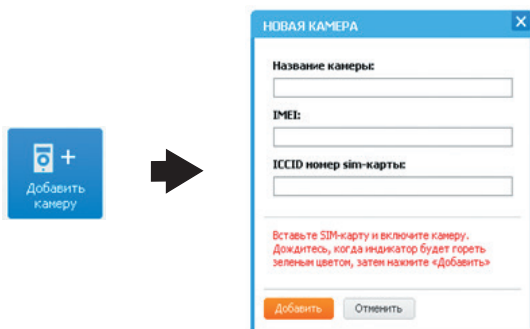 Добавить
камеру
НОВАЯ КАМЕРА
Название камеры:
IMEI:
ICCID номер sim-карты:
Вставьте SIM-карту и включите камеру.
Дождитесь, когда индикатор будет гореть
зеленым цветом, затем нажмите «Добавить»
Добавить Отменить